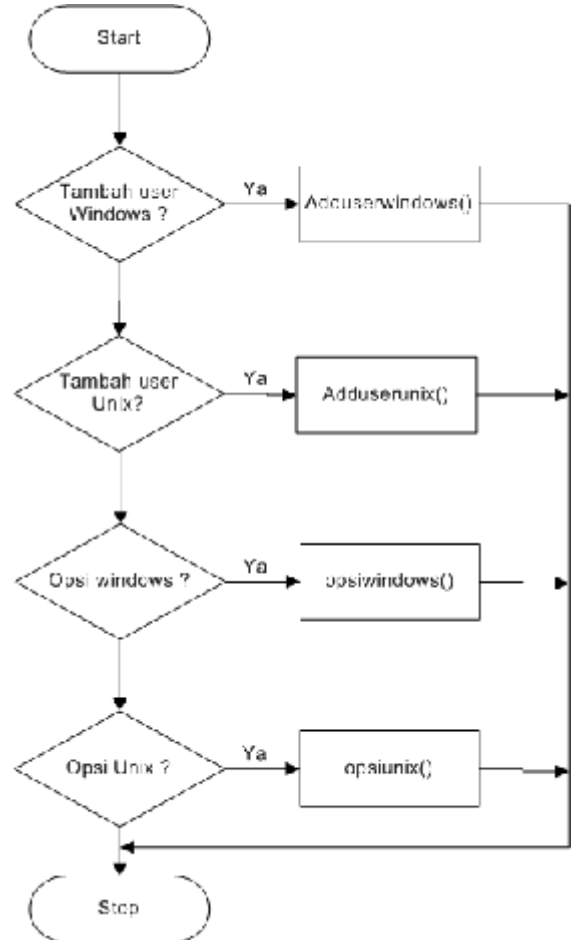 Start
Tambah user
Windows ?
Ya
Adduserwindows()
Tambah user
Unix?
Ya
Adduserunix()
Opsi windows ?
Ya
opsiwindows()
Opsi Unix ?
Ya
opsiunix()
Stop